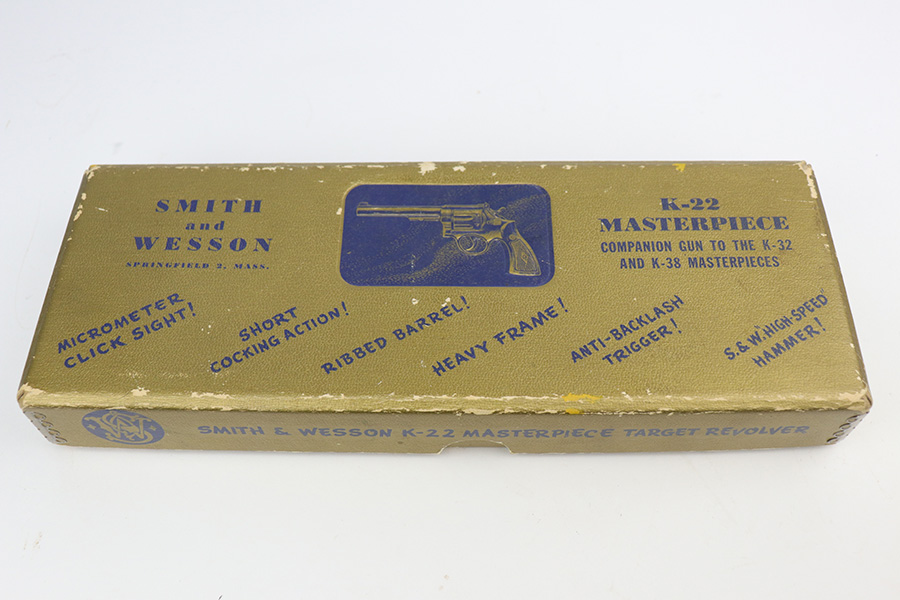 SMITH
and
WESSON
SPRINGFIELD 2, MASS.
K-22
MASTERPIECE
COMPANION GUN TO THE K-32
AND K-38 MASTERPIECES
MICROMETER
CLICK SIGHT!
SHORT
COCKING ACTION!
RIBBED BARREL!
HEAVY FRAME!
ANTI-BACKLASH
TRIGGER!
S. & W. "HIGH-SPEED"
HAMMER!
SMITH & WESSON K-22 MASTERPIECE TARGET REVOLVER